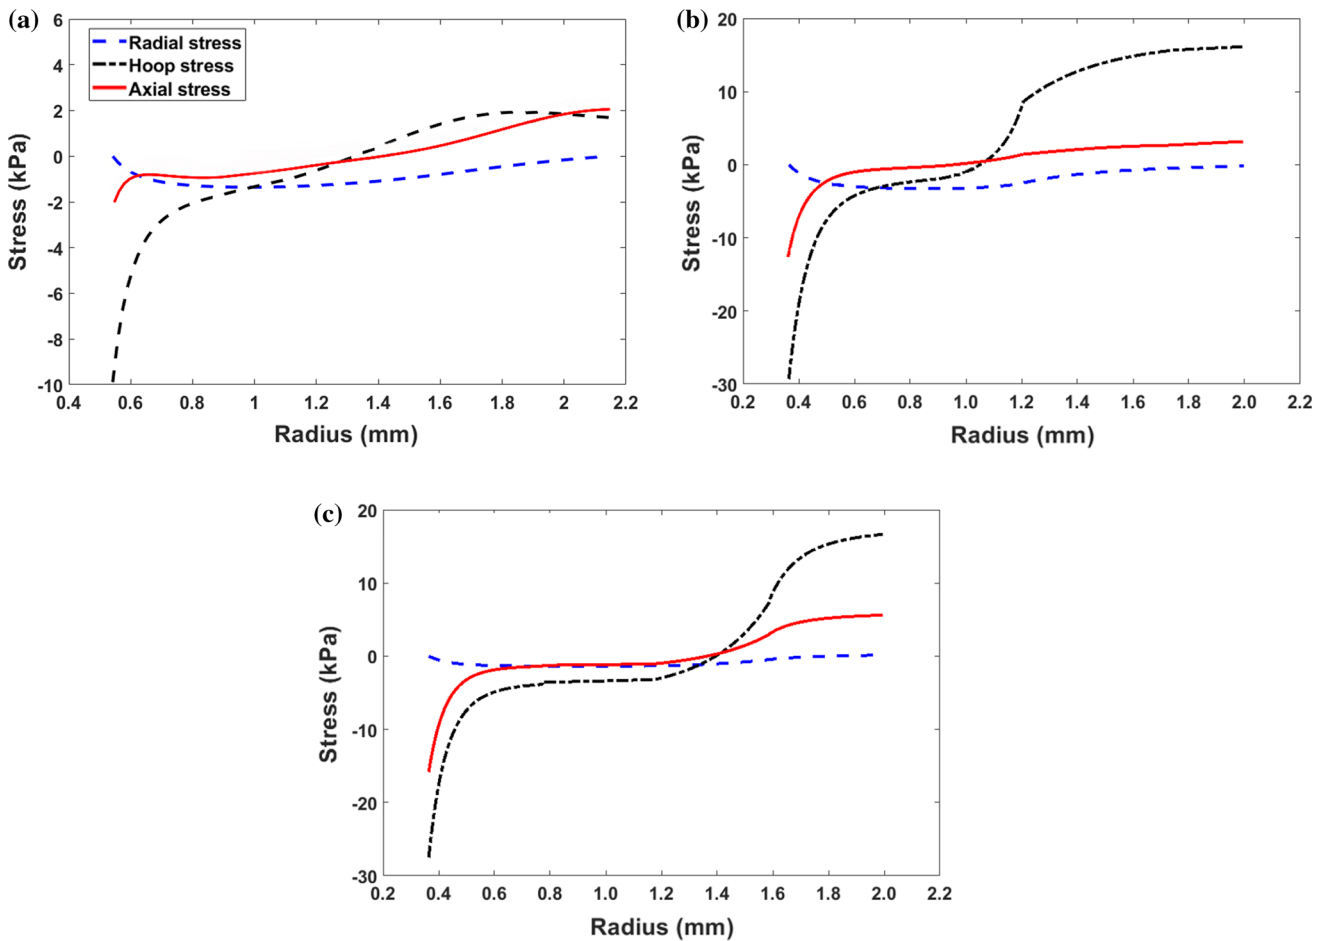 (a)
6
4
2
0
-2
-4
-6
-8
-10
Stress (kPa)
Radial stress
Hoop stress
Axial stress
0.4 0.6 0.8 1 1.2 1.4 1.6 1.8 2 2.2
Radius (mm)
(b)
20
10
0
-10
-20
-30
Stress (kPa)
0.2 0.4 0.6 0.8 1.0 1.2 1.4 1.6 1.8 2.0 2.2
Radius (mm)
(c)
20
10
0
-10
-20
-30
Stress (kPa)
0.2 0.4 0.6 0.8 1.0 1.2 1.4 1.6 1.8 2.0 2.2
Radius (mm)